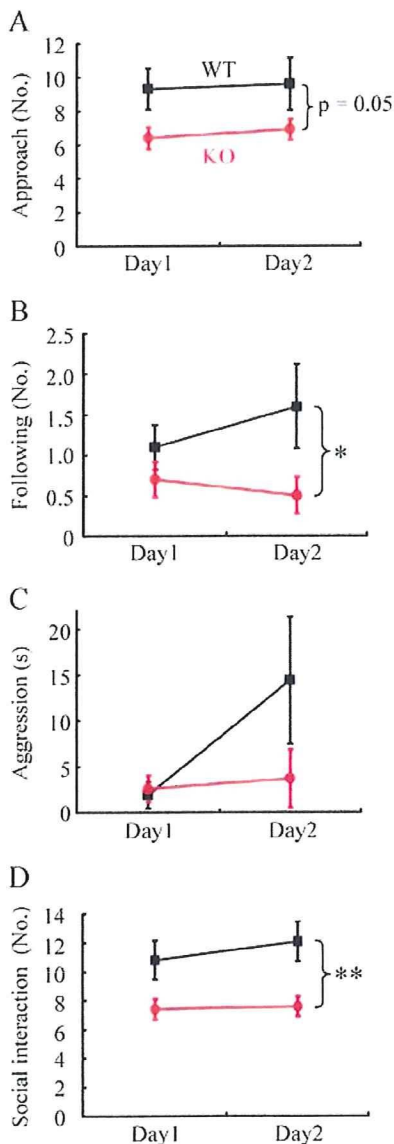 A
Approach (No.)
12
10
8
6
4
2
0
WT
KO
p = 0.05
Day1
Day2
B
Following (No.)
2.5
2.0
1.5
1.0
0.5
0
*
Day1
Day2
C
Aggression (s)
20
15
10
5
0
Day1
Day2
D
Social interaction (No.)
14
12
10
8
6
4
2
0
**
Day1
Day2